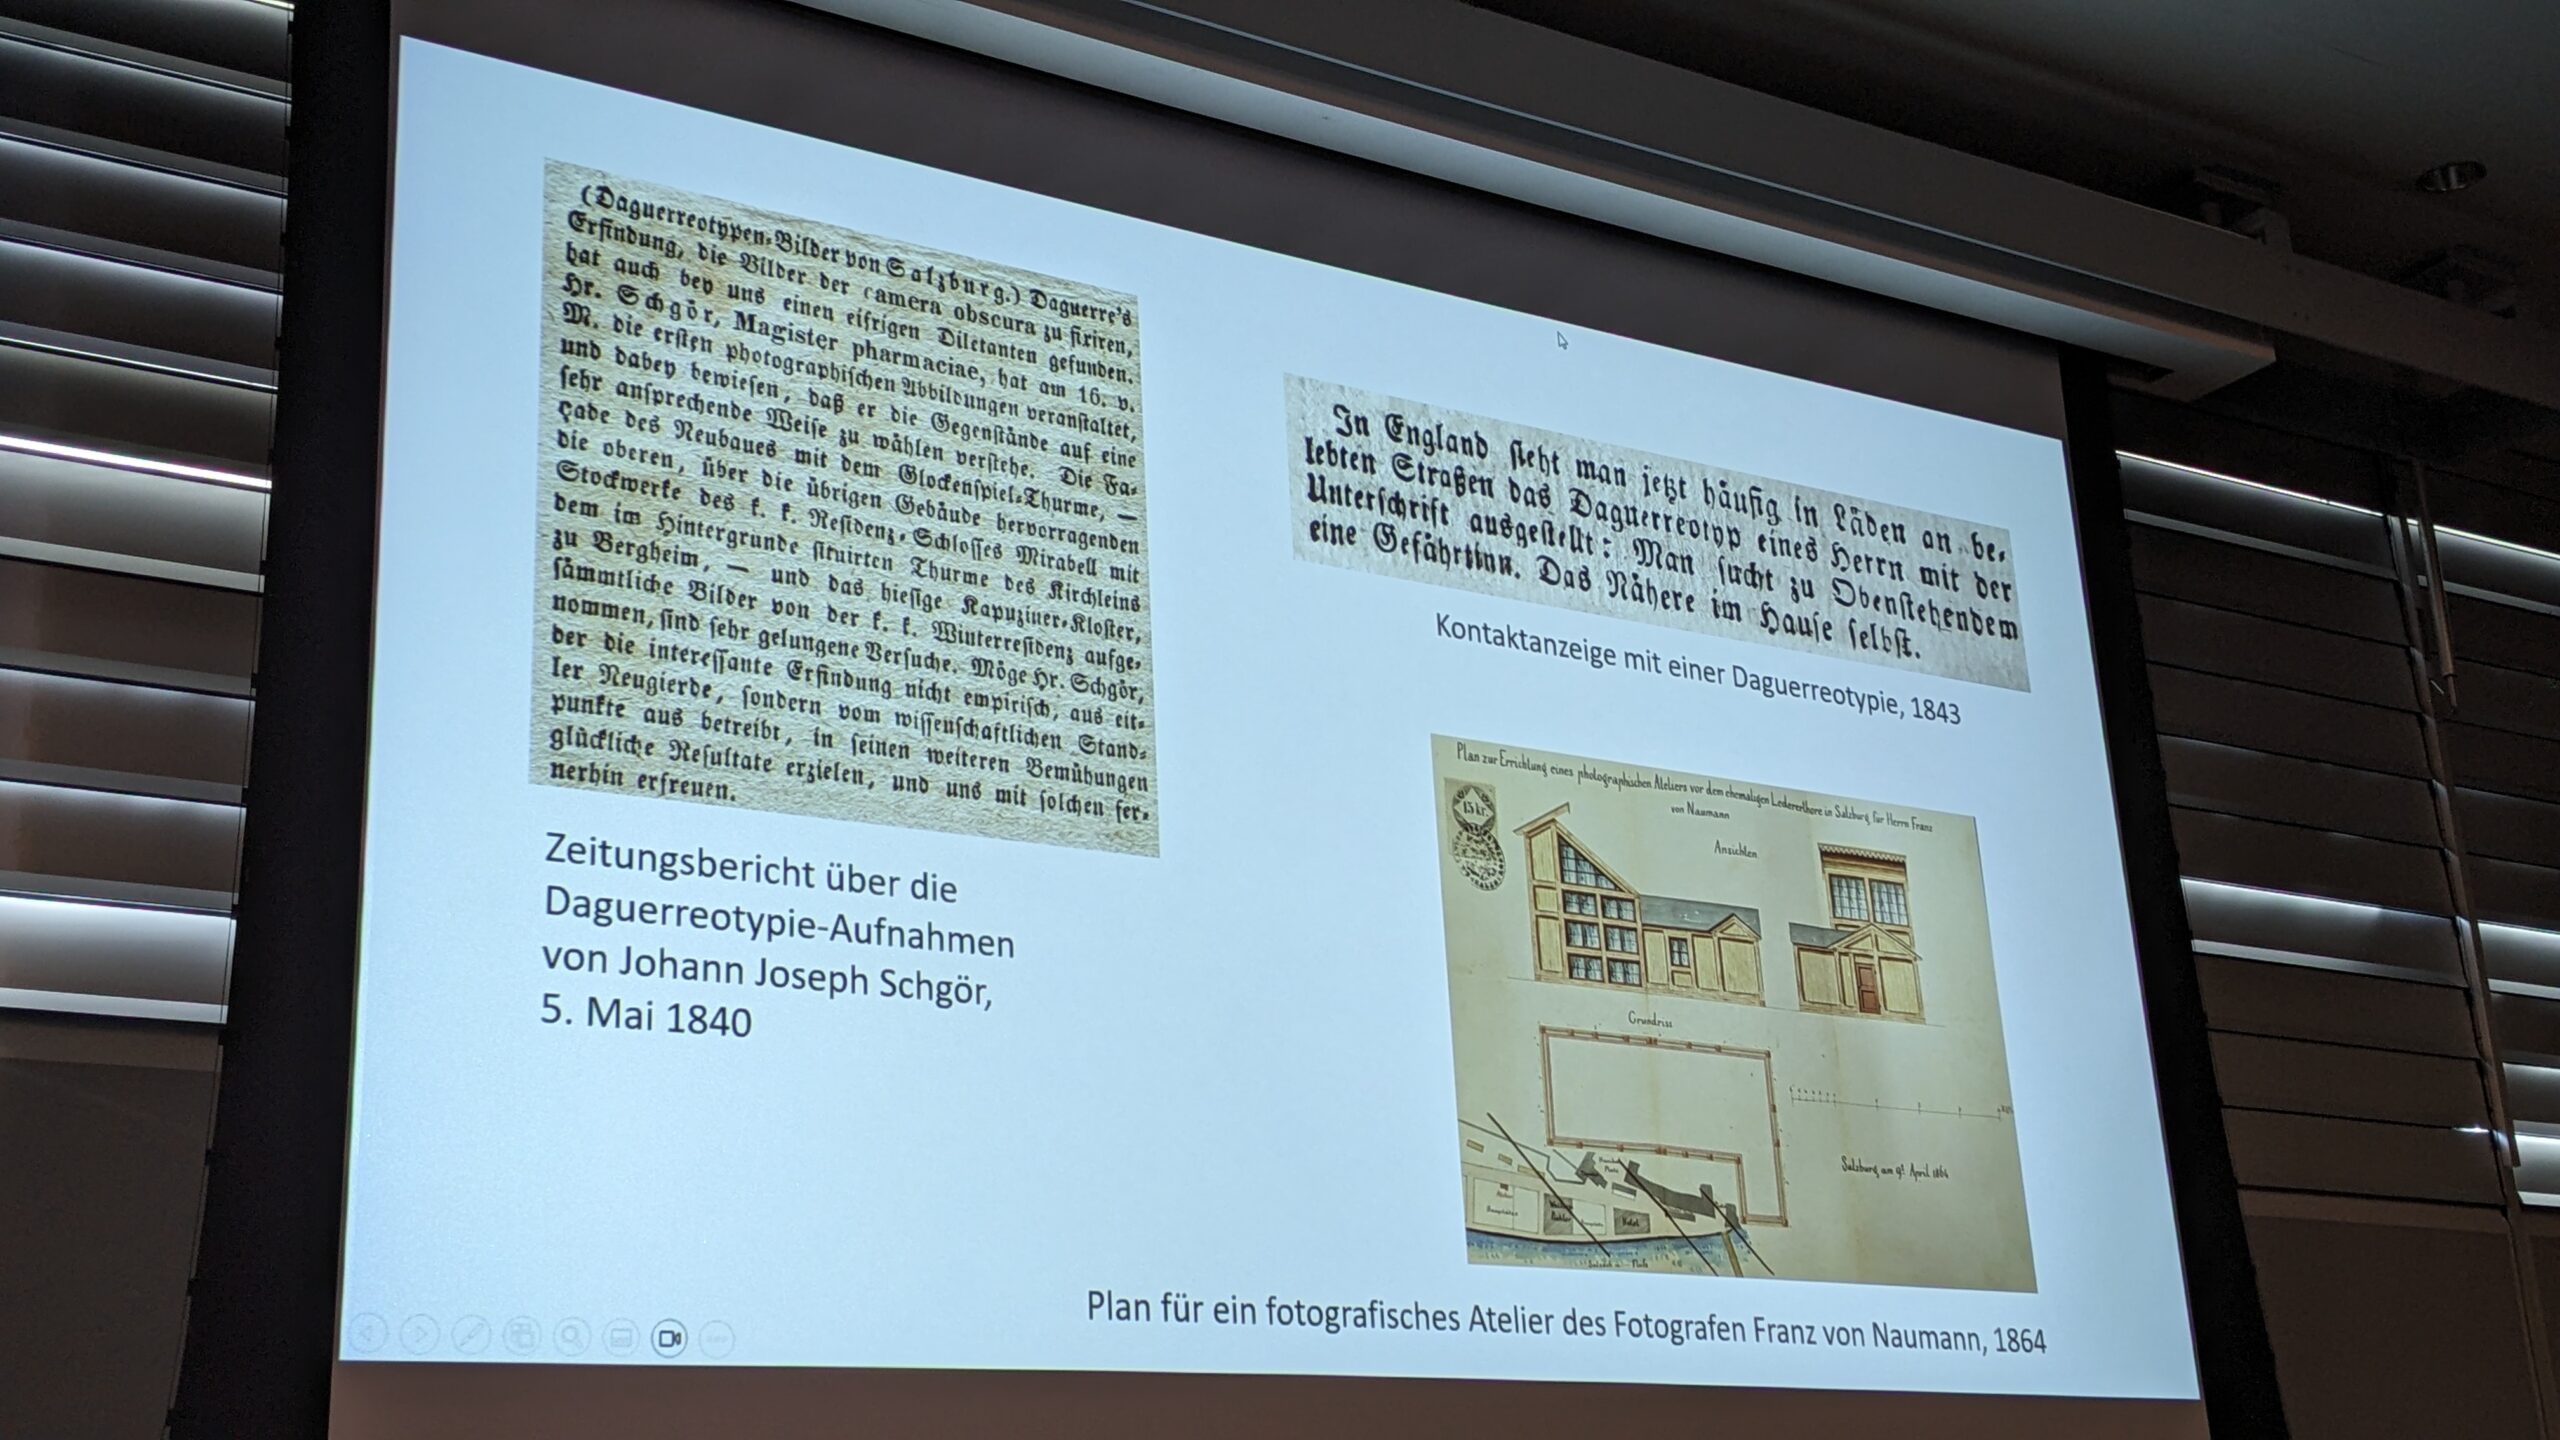 (Daguerreotypen-Bilder von Salzburg.) Daguerre's
Erfindung, die Bilder der camera obscura zu fixiren,
hat auch bey uns einen eifrigen Diletanten gefunden.
Hr. Schgör, Magister pharmaciae, hat am 16. v.
M. die ersten photographischen Abbildungen veranstaltet,
und dabey bewiesen, daß er die Gegenstände auf eine
sehr ansprechende Weise zu wählen verstehe. Die Fa-
çade des Neubaues mit dem Glockenspiel-Thurme, —
die oberen, über die übrigen Gebäude hervorragenden
Stockwerke des k. k. Residenz-Schlosses Mirabell mit
dem im Hintergrunde situirten Thurme des Kirchleins
zu Bergheim, — und das hiesige Kapuziner-Kloster,
sämmtliche Bilder von der k. k. Winterresidenz aufge-
nommen, sind sehr gelungene Versuche. Möge Hr. Schgör,
der die interessante Erfindung nicht empirisch, aus eit-
ler Neugierde, sondern vom wissenschaftlichen Stand-
punkte aus betreibt, in seinen weiteren Bemühungen
glückliche Resultate erzielen, und uns mit solchen fer-
nerhin erfreuen.
Zeitungsbericht über die
Daguerreotypie-Aufnahmen
von Johann Joseph Schgör,
5. Mai 1840
In England sieht man jetzt häufig in Läden an be-
lebten Straßen das Daguerreotyp eines Herrn mit der
Unterschrift ausgestellt: Man sucht zu Obenstehendem
eine Gefährtinn. Das Nähere im Hause selbst.
Kontaktanzeige mit einer Daguerreotypie, 1843
Plan zur Errichtung eines photographischen Ateliers vor dem ehemaligen Ledererthore in Salzburg für Herrn Franz
von Naumann
15 kr.
Ansichten
Grundriss
Salzburg am 9t April 1864
Plan für ein fotografisches Atelier des Fotografen Franz von Naumann, 1864